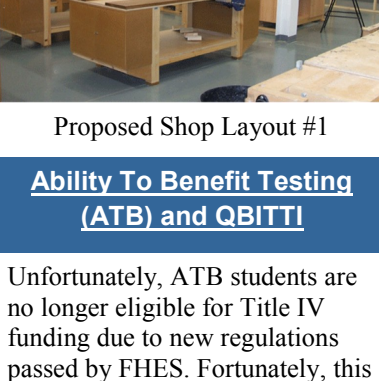 Proposed Shop Layout #1
Ability To Benefit Testing
(ATB) and QBITTI
Unfortunately, ATB students are
no longer eligible for Title IV
funding due to new regulations
passed by FHES. Fortunately, this